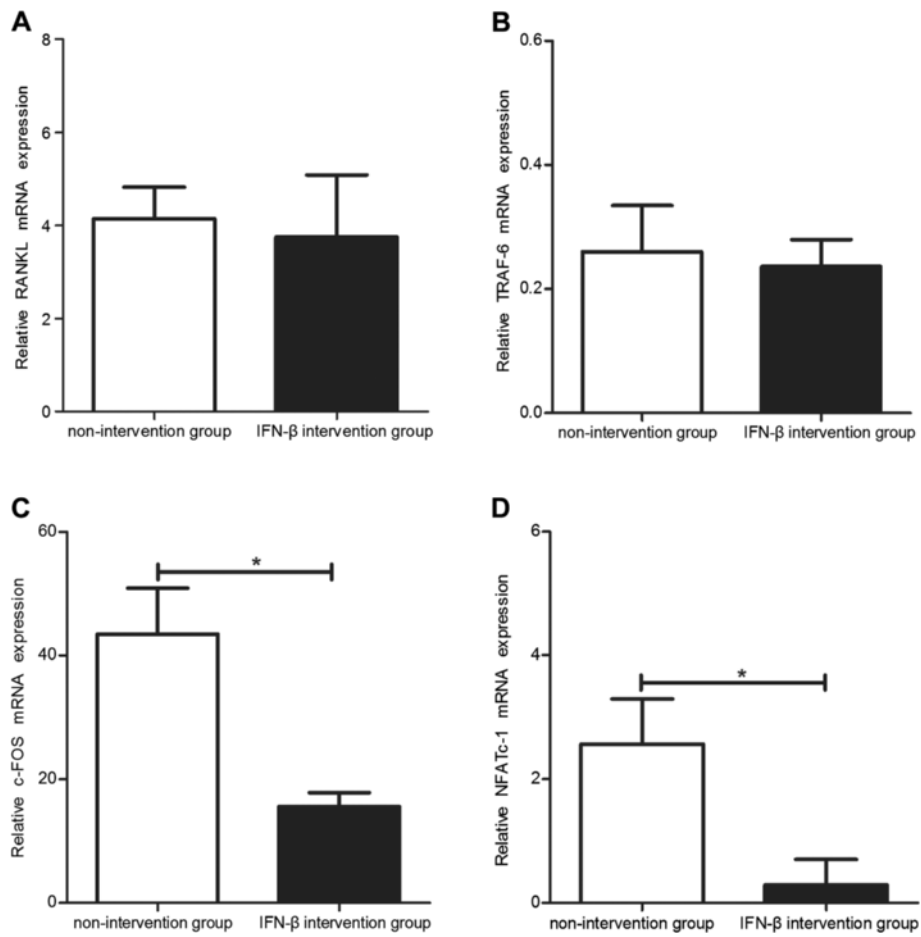 A
Relative RANKL mRNA expression
8
6
4
2
0
non-intervention group
IFN-β intervention group
B
Relative TRAF-6 mRNA expression
0.6
0.4
0.2
0.0
non-intervention group
IFN-β intervention group
C
Relative c-FOS mRNA expression
60
40
20
0
*
non-intervention group
IFN-β intervention group
D
Relative NFATc-1 mRNA expression
6
4
2
0
*
non-intervention group
IFN-β intervention group